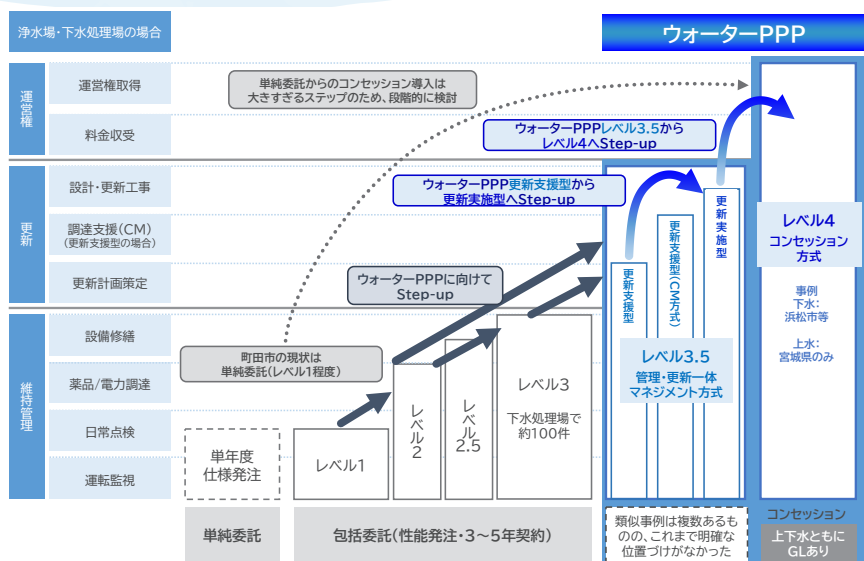 浄水場・下水処理場の場合
ウォーターPPP
運営権
運営権取得
料金収受
単純委託からのコンセッション導入は
大きすぎるステップのため、段階的に検討
ウォーターPPPレベル3.5から
レベル4へStep-up
更新
設計・更新工事
調達支援(CM)
(更新支援型の場合)
更新計画策定
ウォーターPPP更新支援型から
更新実施型へStep-up
ウォーターPPPに向けて
Step-up
更新支援型
更新支援型(CM方式)
更新実施型
レベル4
コンセッション
方式
事例
下水:
浜松市等
上水:
宮城県のみ
維持管理
設備修繕
薬品/電力調達
日常点検
運転監視
町田市の現状は
単純委託(レベル1程度)
単年度
仕様発注
レベル1
レベル2
レベル2.5
レベル3
下水処理場で
約100件
レベル3.5
管理・更新一体
マネジメント方式
単純委託
包括委託(性能発注・3〜5年契約)
類似事例は複数あるも
のの、これまで明確な
位置づけがなかった
コンセッション
上下水ともに
GLあり